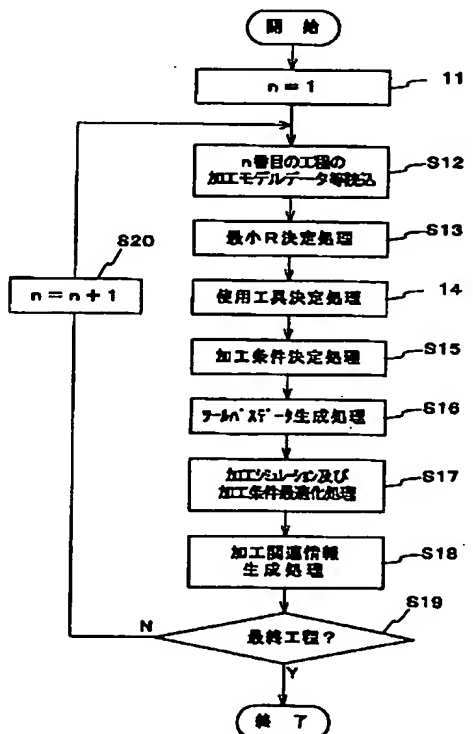 開 始
n = 1
11
n番目の工程の
加工モデルデータ等読込
S12
最小R決定処理
S13
S20
n = n + 1
使用工具決定処理
14
加工条件決定処理
S15
ツールパスデータ生成処理
S16
加工シミュレーション及び
加工条件最適化処理
S17
加工関連情報
生成処理
S18
S19
N
最終工程?
Y
終 了